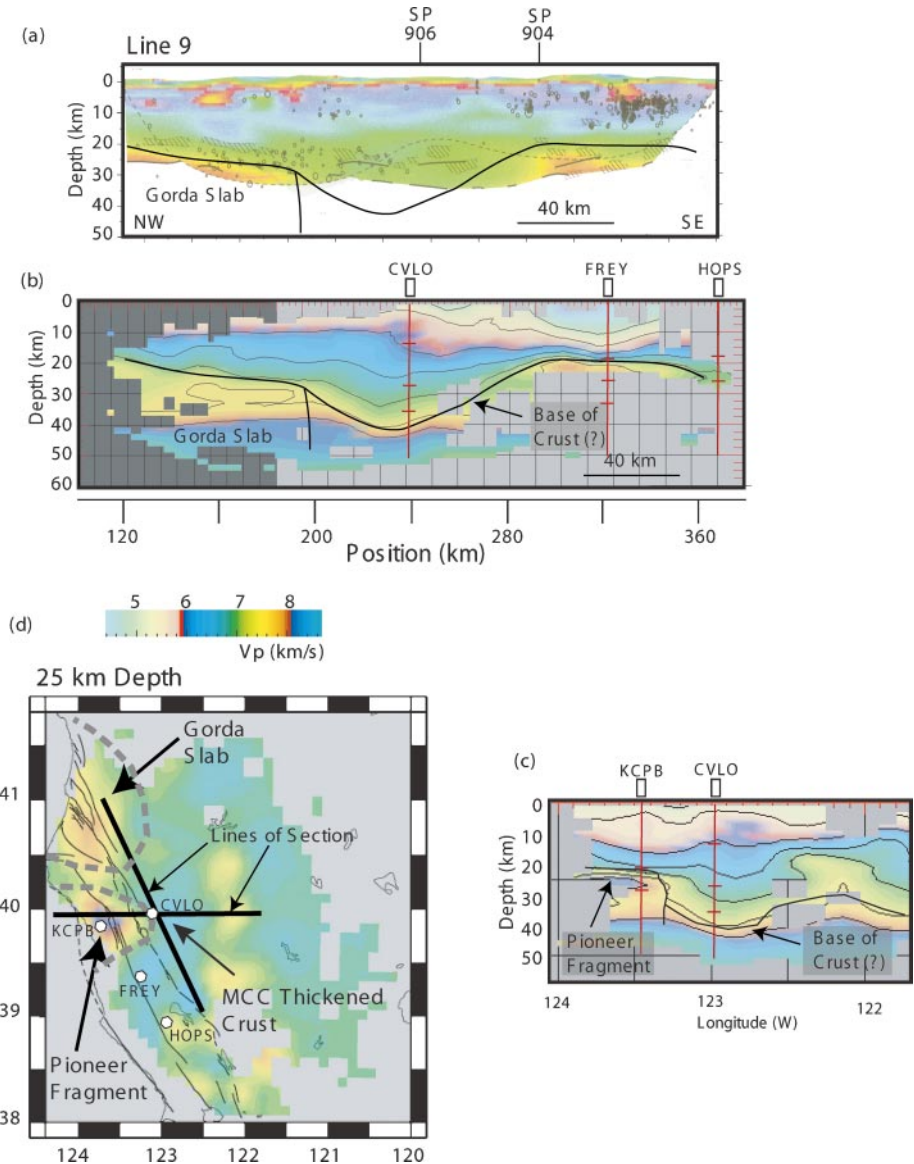 (a)
Line 9
SP
906
SP
904
Depth (km)
0
10
20
30
40
50
Gorda Slab
NW
40 km
SE
(b)
CVLO
FREY
HOPS
Depth (km)
0
10
20
30
40
50
60
Gorda Slab
Base of
Crust (?)
40 km
120
200
280
360
Position (km)
(d)
5
6
7
8
Vp (km/s)
25 km Depth
Gorda
Slab
Lines of Section
CVLO
KCPB
FREY
HOPS
MCC Thickened
Crust
Pioneer
Fragment
41
40
39
38
124
123
122
121
120
(c)
KCPB
CVLO
Depth (km)
0
10
20
30
40
50
Pioneer
Fragment
Base of
Crust (?)
124
123
122
Longitude (W)